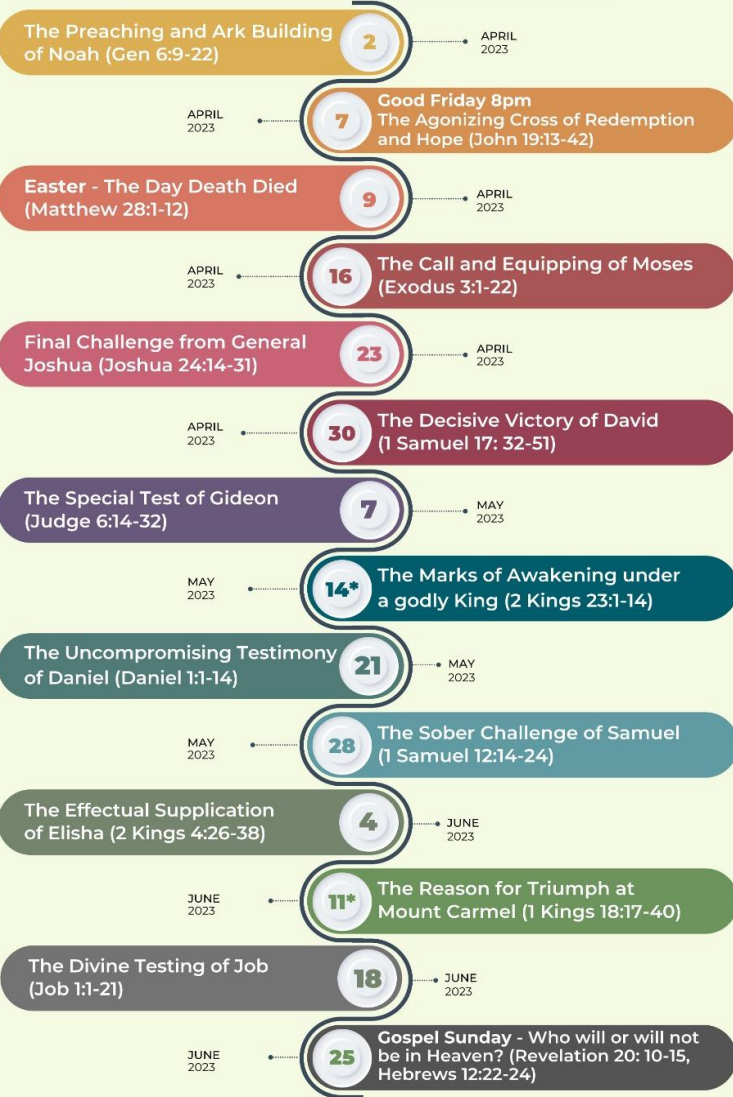 The Preaching and Ark Building
of Noah (Gen 6:9-22)
2
APRIL
2023
APRIL
2023
7
Good Friday 8pm
The Agonizing Cross of Redemption
and Hope (John 19:13-42)
Easter - The Day Death Died
(Matthew 28:1-12)
9
APRIL
2023
APRIL
2023
16
The Call and Equipping of Moses
(Exodus 3:1-22)
Final Challenge from General
Joshua (Joshua 24:14-31)
23
APRIL
2023
APRIL
2023
30
The Decisive Victory of David
(1 Samuel 17: 32-51)
The Special Test of Gideon
(Judge 6:14-32)
7
MAY
2023
MAY
2023
14*
The Marks of Awakening under
a godly King (2 Kings 23:1-14)
The Uncompromising Testimony
of Daniel (Daniel 1:1-14)
21
MAY
2023
MAY
2023
28
The Sober Challenge of Samuel
(1 Samuel 12:14-24)
The Effectual Supplication
of Elisha (2 Kings 4:26-38)
4
JUNE
2023
JUNE
2023
11*
The Reason for Triumph at
Mount Carmel (1 Kings 18:17-40)
The Divine Testing of Job
(Job 1:1-21)
18
JUNE
2023
JUNE
2023
25
Gospel Sunday - Who will or will not
be in Heaven? (Revelation 20: 10-15,
Hebrews 12:22-24)